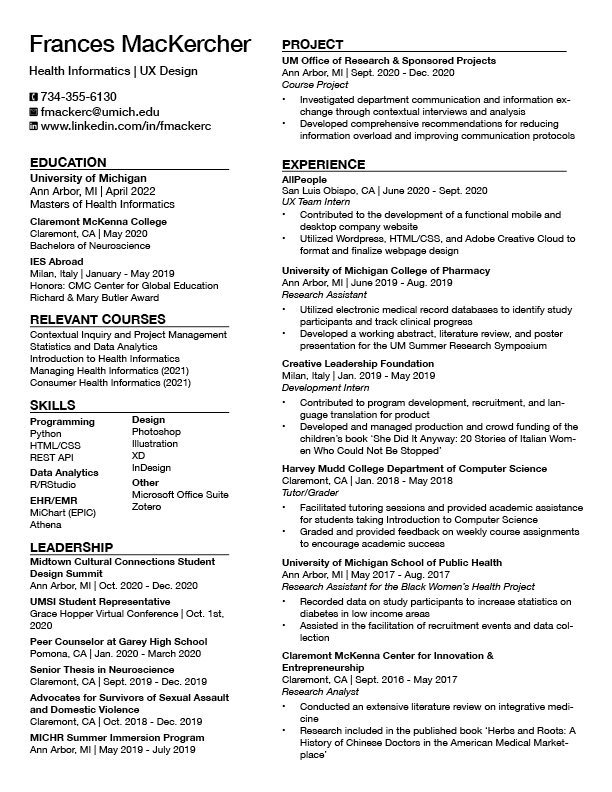 Frances MacKercher
Health Informatics | UX Design
734-355-6130
fmackerc@umich.edu
www.linkedin.com/in/fmackerc
EDUCATION
University of Michigan
Ann Arbor, MI | April 2022
Masters of Health Informatics
Claremont McKenna College
Claremont, CA | May 2020
Bachelors of Neuroscience
IES Abroad
Milan, Italy | January - May 2019
Honors: CMC Center for Global Education
Richard & Mary Butler Award
RELEVANT COURSES
Contextual Inquiry and Project Management
Statistics and Data Analytics
Introduction to Health Informatics
Managing Health Informatics (2021)
Consumer Health Informatics (2021)
SKILLS
Programming
Python
HTML/CSS
REST API
Data Analytics
R/RStudio
EHR/EMR
MiChart (EPIC)
Athena
Design
Photoshop
Illustration
XD
InDesign
Other
Microsoft Office Suite
Zotero
LEADERSHIP
Midtown Cultural Connections Student
Design Summit
Ann Arbor, MI | Oct. 2020 - Dec. 2020
UMSI Student Representative
Grace Hopper Virtual Conference | Oct. 1st,
2020
Peer Counselor at Garey High School
Pomona, CA | Jan. 2020 - March 2020
Senior Thesis in Neuroscience
Claremont, CA | Sept. 2019 - Dec. 2019
Advocates for Survivors of Sexual Assault
and Domestic Violence
Claremont, CA | Oct. 2018 - Dec. 2019
MICHR Summer Immersion Program
Ann Arbor, MI | May 2019 - July 2019
PROJECT
UM Office of Research & Sponsored Projects
Ann Arbor, MI | Sept. 2020 - Dec. 2020
Course Project
• Investigated department communication and information ex-
change through contextual interviews and analysis
• Developed comprehensive recommendations for reducing
information overload and improving communication protocols
EXPERIENCE
AllPeople
San Luis Obispo, CA | June 2020 - Sept. 2020
UX Team Intern
• Contributed to the development of a functional mobile and
desktop company website
• Utilized Wordpress, HTML/CSS, and Adobe Creative Cloud to
format and finalize webpage design
University of Michigan College of Pharmacy
Ann Arbor, MI | June 2019 - Aug. 2019
Research Assistant
• Utilized electronic medical record databases to identify study
participants and track clinical progress
• Developed a working abstract, literature review, and poster
presentation for the UM Summer Research Symposium
Creative Leadership Foundation
Milan, Italy | Jan. 2019 - May 2019
Development Intern
• Contributed to program development, recruitment, and lan-
guage translation for product
• Developed and managed production and crowd funding of the
children's book ‘She Did It Anyway: 20 Stories of Italian Wom-
en Who Could Not Be Stopped’
Harvey Mudd College Department of Computer Science
Claremont, CA | Jan. 2018 - May 2018
Tutor/Grader
• Facilitated tutoring sessions and provided academic assistance
for students taking Introduction to Computer Science
• Graded and provided feedback on weekly course assignments
to encourage academic success
University of Michigan School of Public Health
Ann Arbor, MI | May 2017 - Aug. 2017
Research Assistant for the Black Women's Health Project
• Recorded data on study participants to increase statistics on
diabetes in low income areas
• Assisted in the facilitation of recruitment events and data col-
lection
Claremont McKenna Center for Innovation &
Entrepreneurship
Claremont, CA | Sept. 2016 - May 2017
Research Analyst
• Conducted an extensive literature review on integrative medi-
cine
• Research included in the published book ‘Herbs and Roots: A
History of Chinese Doctors in the American Medical Market-
place’